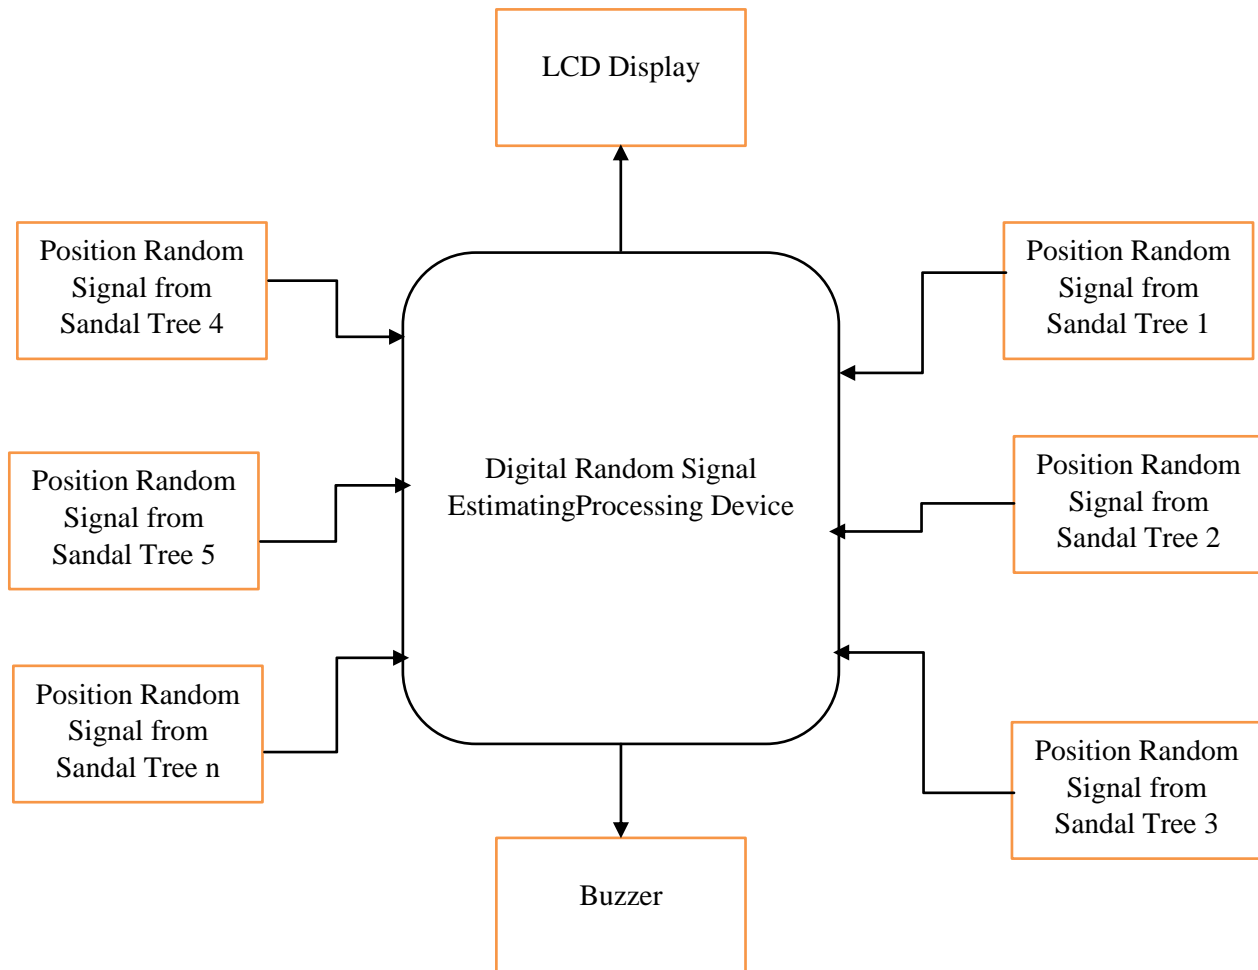 LCD Display
Position Random
Signal from
Sandal Tree 4
Position Random
Signal from
Sandal Tree 1
Digital Random Signal
EstimatingProcessing Device
Position Random
Signal from
Sandal Tree 5
Position Random
Signal from
Sandal Tree 2
Position Random
Signal from
Sandal Tree n
Position Random
Signal from
Sandal Tree 3
Buzzer